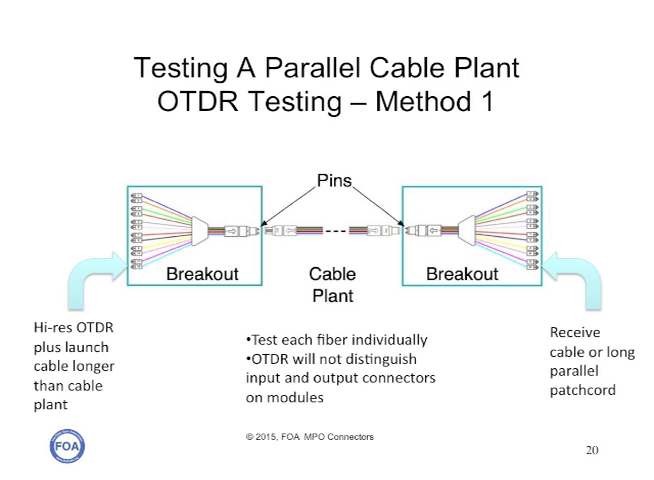 Testing A Parallel Cable Plant
OTDR Testing – Method 1
Pins
Breakout
Cable
Plant
Breakout
Hi-res OTDR
plus launch
cable longer
than cable
plant
•Test each fiber individually
•OTDR will not distinguish
input and output connectors
on modules
Receive
cable or long
parallel
patchcord
FOA
© 2015, FOA MPO Connectors
20